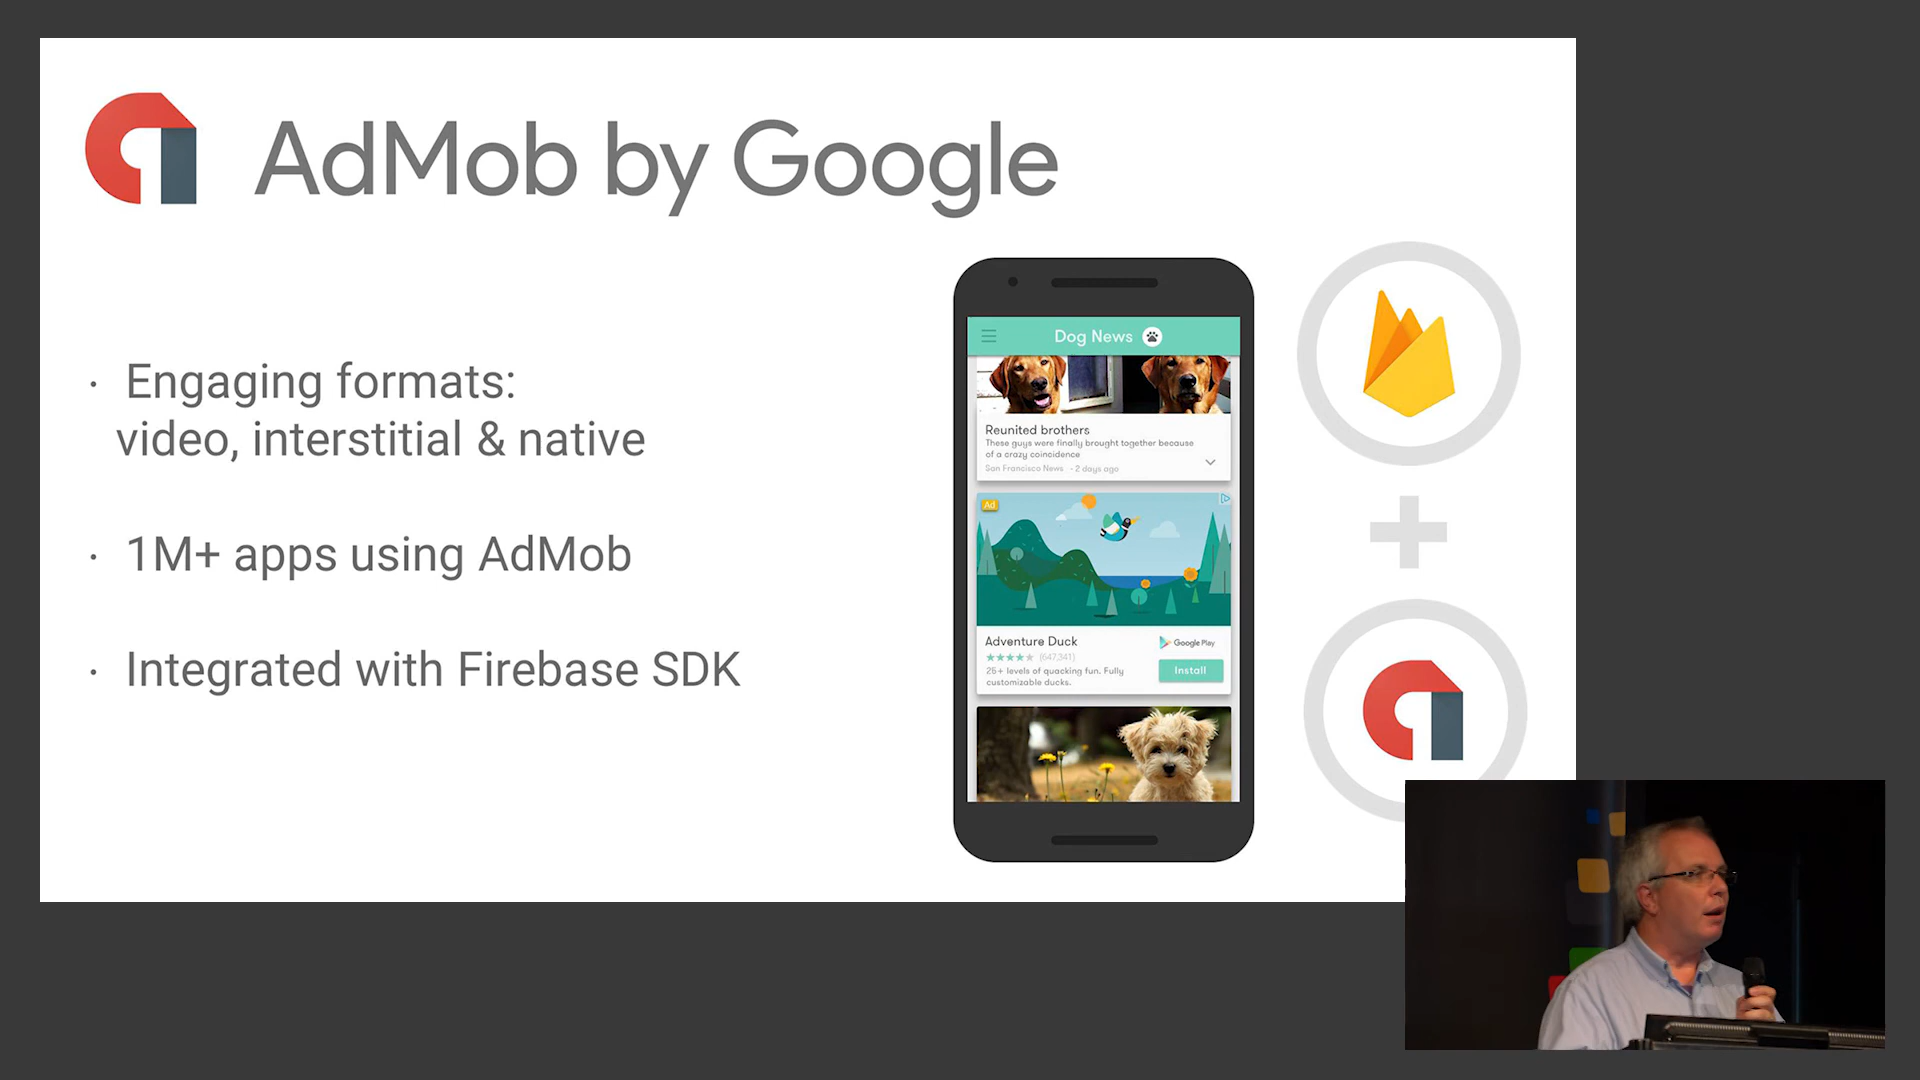 AdMob by Google
· Engaging formats:
video, interstitial & native
· 1M+ apps using AdMob
· Integrated with Firebase SDK
Dog News
Reunited brothers
These guys were finally brought together because
of a crazy coincidence
San Francisco News - 2 days ago
Ad
Adventure Duck
Google Play
(647,341)
25+ levels of quacking fun. Fully
customizable ducks.
Install